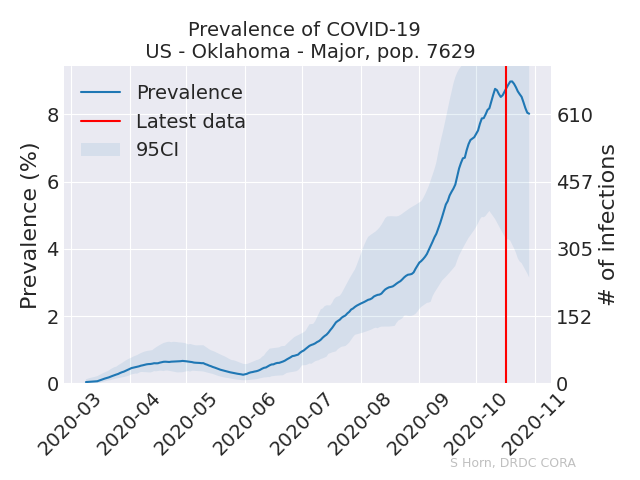 Prevalence of COVID-19
US - Oklahoma - Major, pop. 7629
Prevalence
Latest data
95CI
Prevalence (%)
8
6
4
2
0
610
457
305
152
0
# of infections
2020-03
2020-04
2020-05
2020-06
2020-07
2020-08
2020-09
2020-10
2020-11
S Horn, DRDC CORA